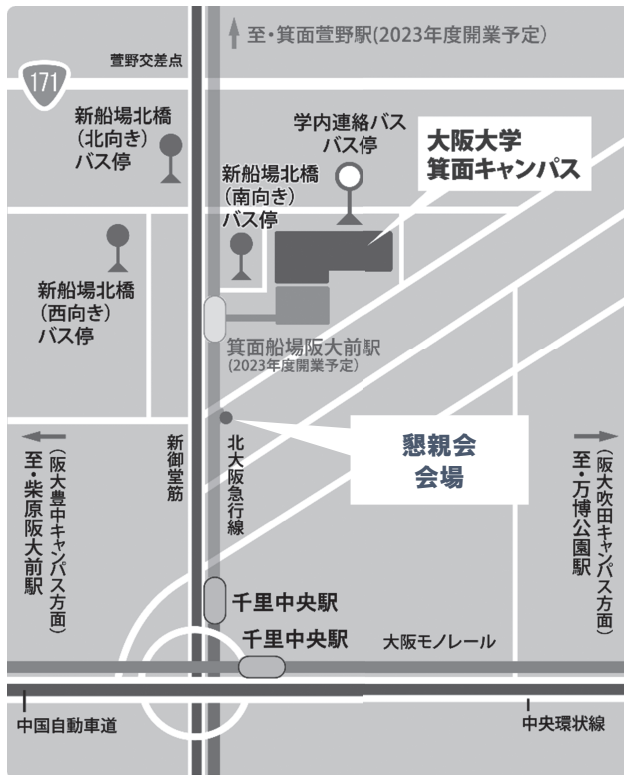 至・箕面萱野駅(2023年度開業予定)
萱野交差点
171
新船場北橋
(北向き)
バス停
学内連絡バス
バス停
大阪大学
箕面キャンパス
新船場北橋
(南向き)
バス停
新船場北橋
(西向き)
バス停
箕面船場阪大前駅
(2023年度開業予定)
懇親会
会場
新御堂筋
北大阪急行線
至・柴原阪大前駅
(阪大豊中キャンパス方面)
至・万博公園駅
(阪大吹田キャンパス方面)
千里中央駅
千里中央駅
大阪モノレール
中国自動車道
中央環状線